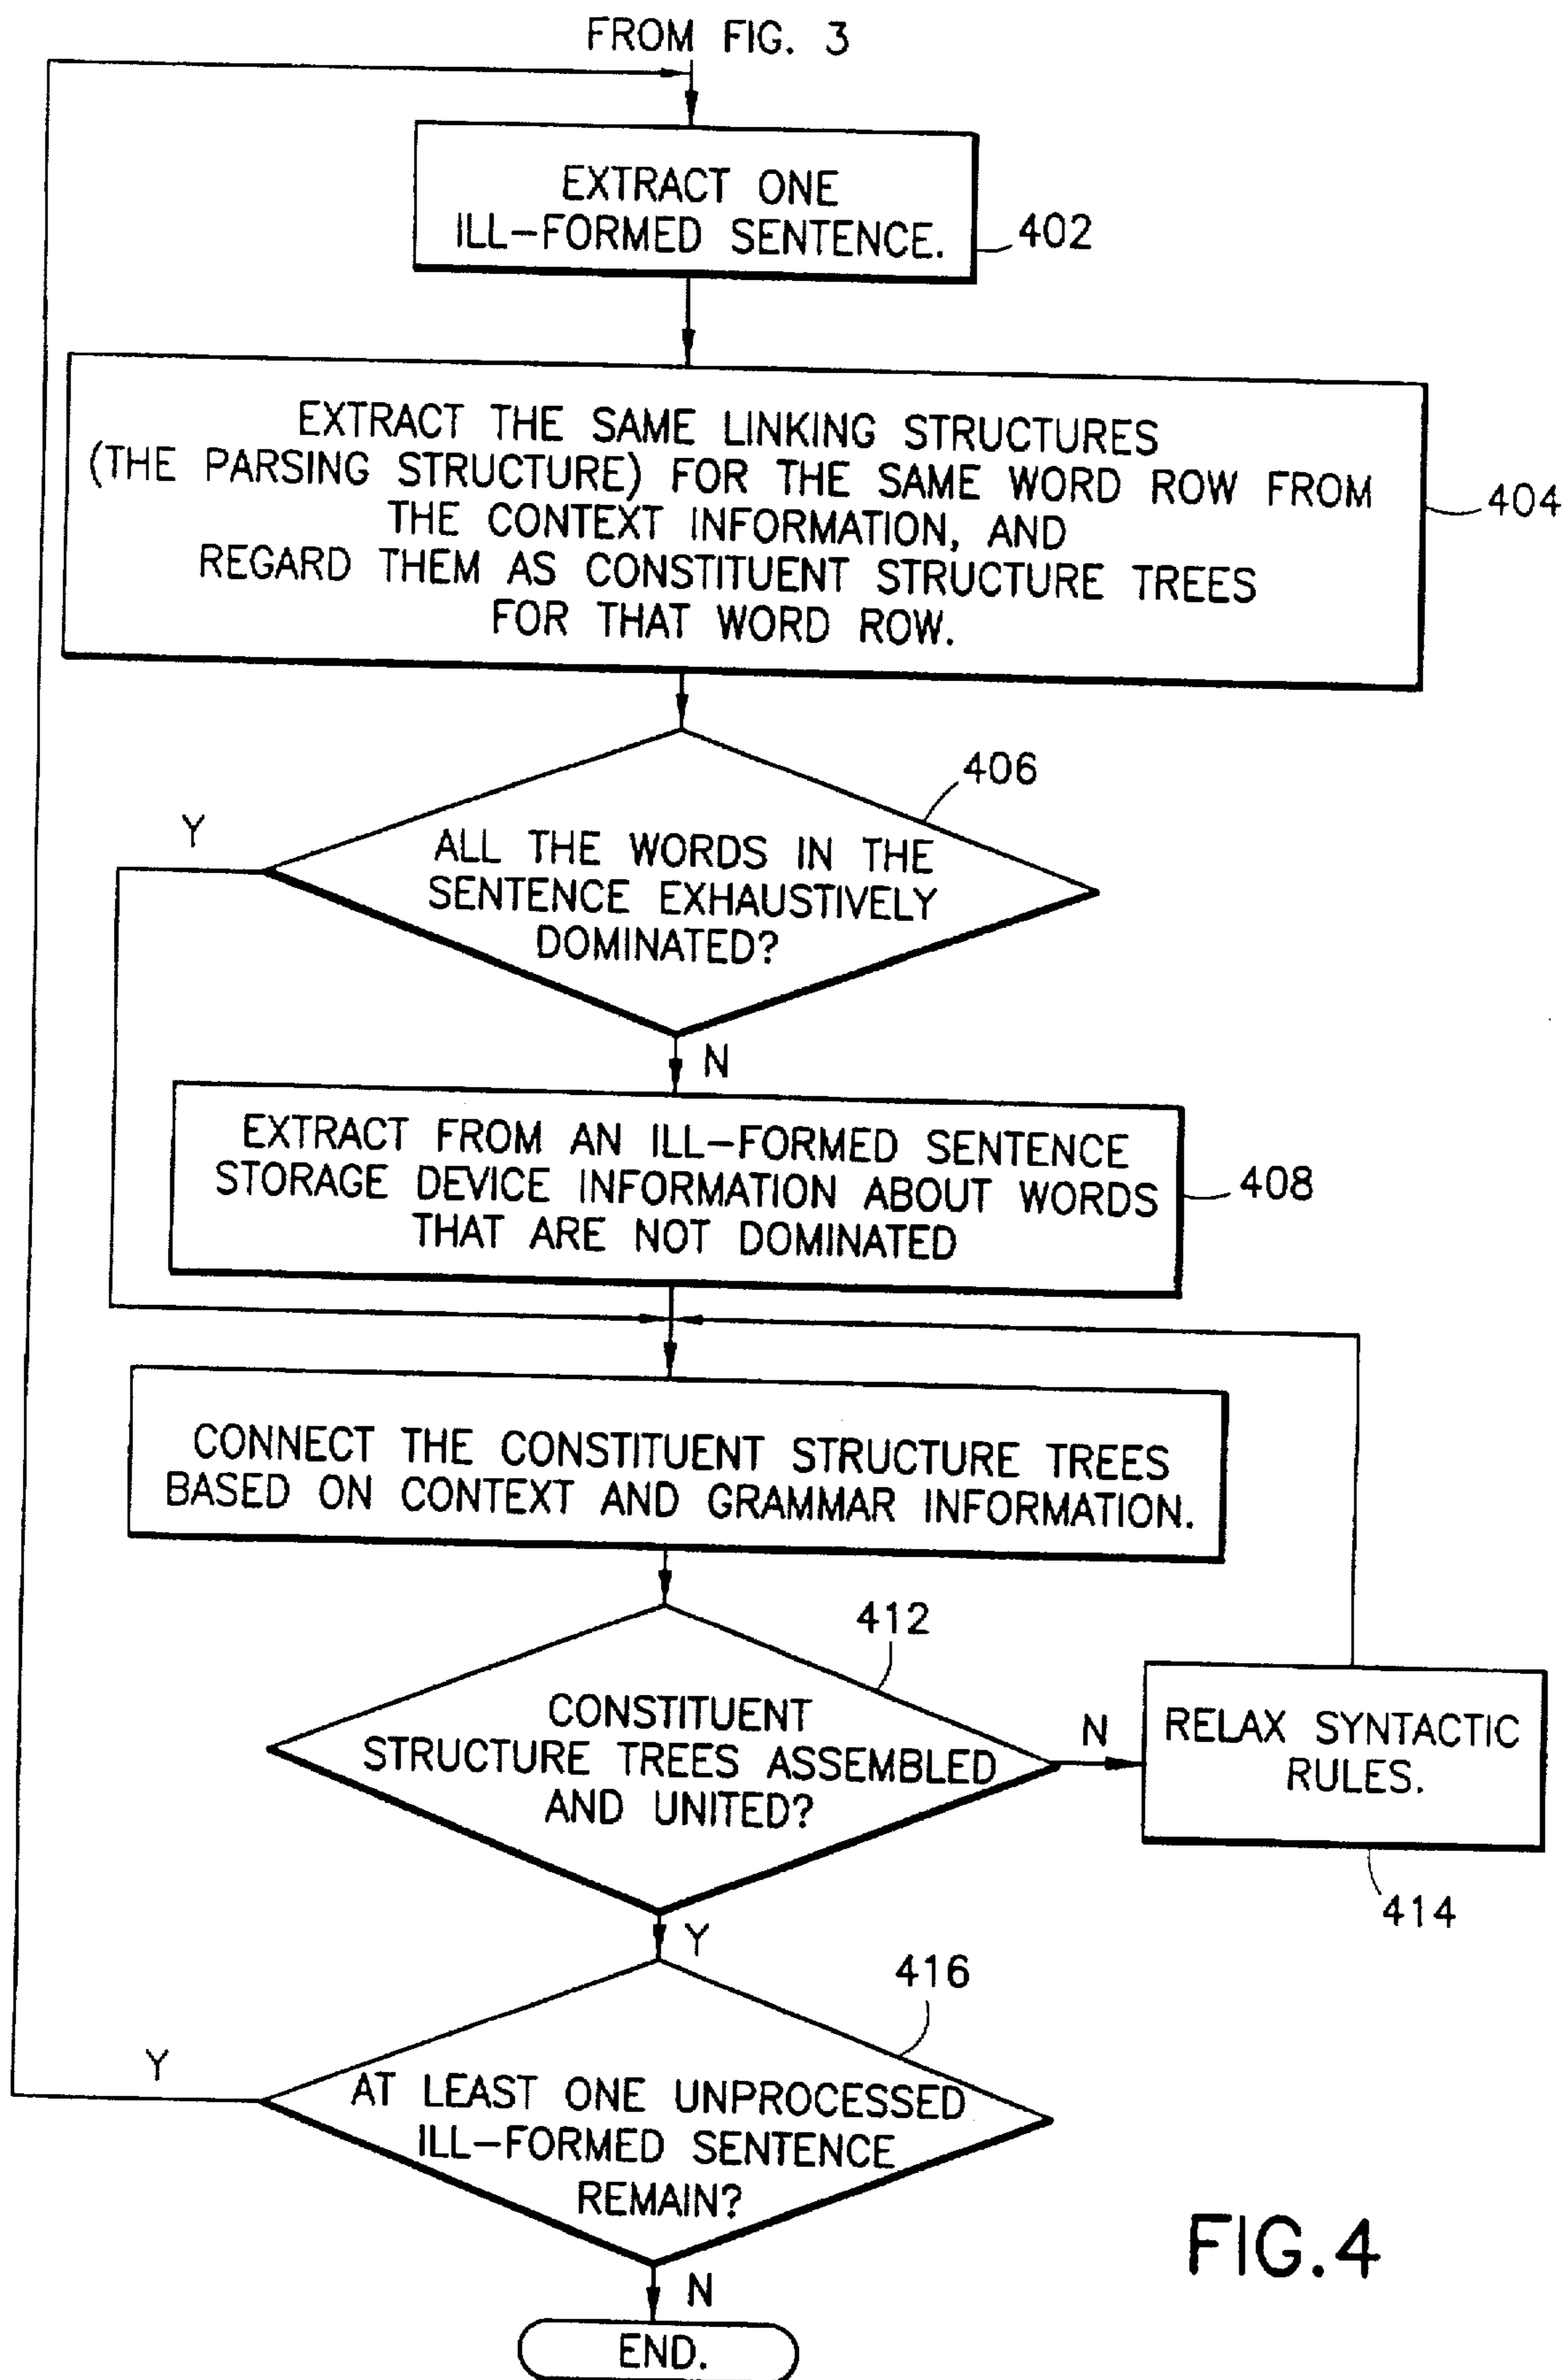 FROM FIG. 3
EXTRACT ONE
ILL-FORMED SENTENCE.
402
EXTRACT THE SAME LINKING STRUCTURES
(THE PARSING STRUCTURE) FOR THE SAME WORD ROW FROM
THE CONTEXT INFORMATION, AND
REGARD THEM AS CONSTITUENT STRUCTURE TREES
FOR THAT WORD ROW.
404
406
Y
ALL THE WORDS IN THE
SENTENCE EXHAUSTIVELY
DOMINATED?
N
EXTRACT FROM AN ILL-FORMED SENTENCE
STORAGE DEVICE INFORMATION ABOUT WORDS
THAT ARE NOT DOMINATED
408
CONNECT THE CONSTITUENT STRUCTURE TREES
BASED ON CONTEXT AND GRAMMAR INFORMATION.
412
CONSTITUENT
STRUCTURE TREES ASSEMBLED
AND UNITED?
N
RELAX SYNTACTIC
RULES.
414
Y
416
Y
AT LEAST ONE UNPROCESSED
ILL-FORMED SENTENCE
REMAIN?
N
END.
FIG.4